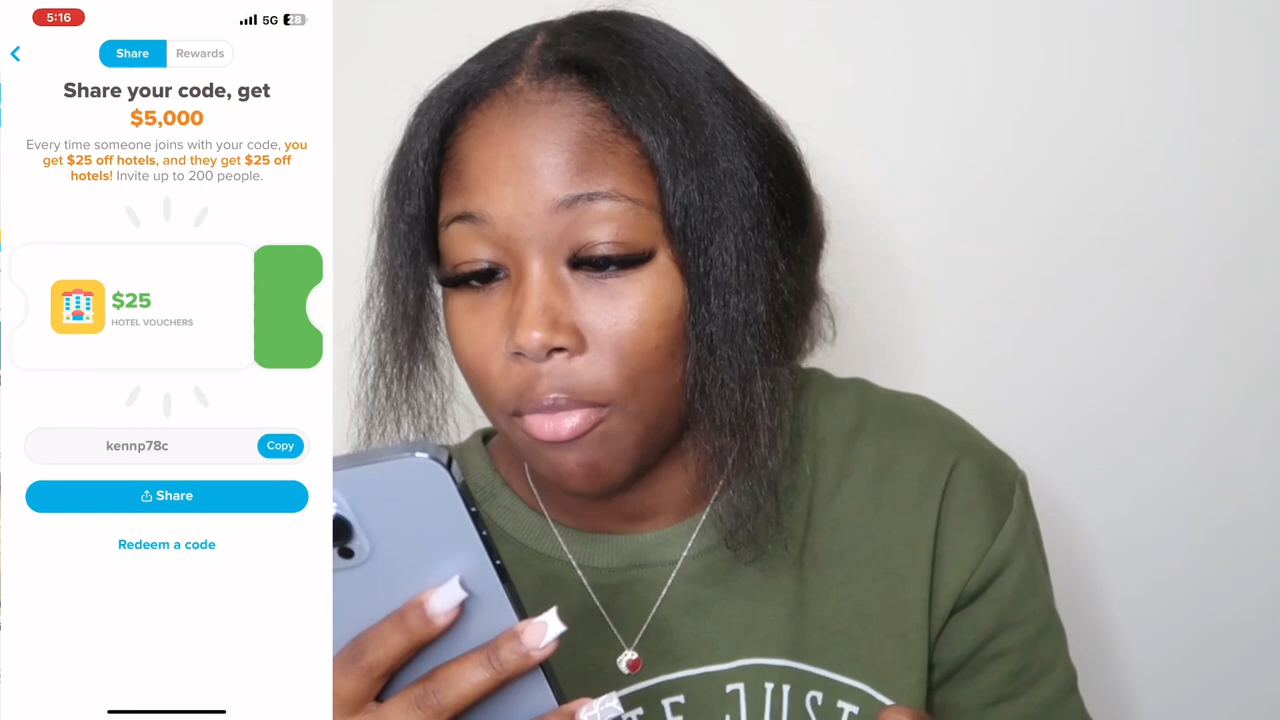 5:16
5G 28
Share Rewards
Share your code, get
$5,000
Every time someone joins with your code, you
get $25 off hotels, and they get $25 off
hotels! Invite up to 200 people.
$25
HOTEL VOUCHERS
kennp78c Copy
Share
Redeem a code
JUST